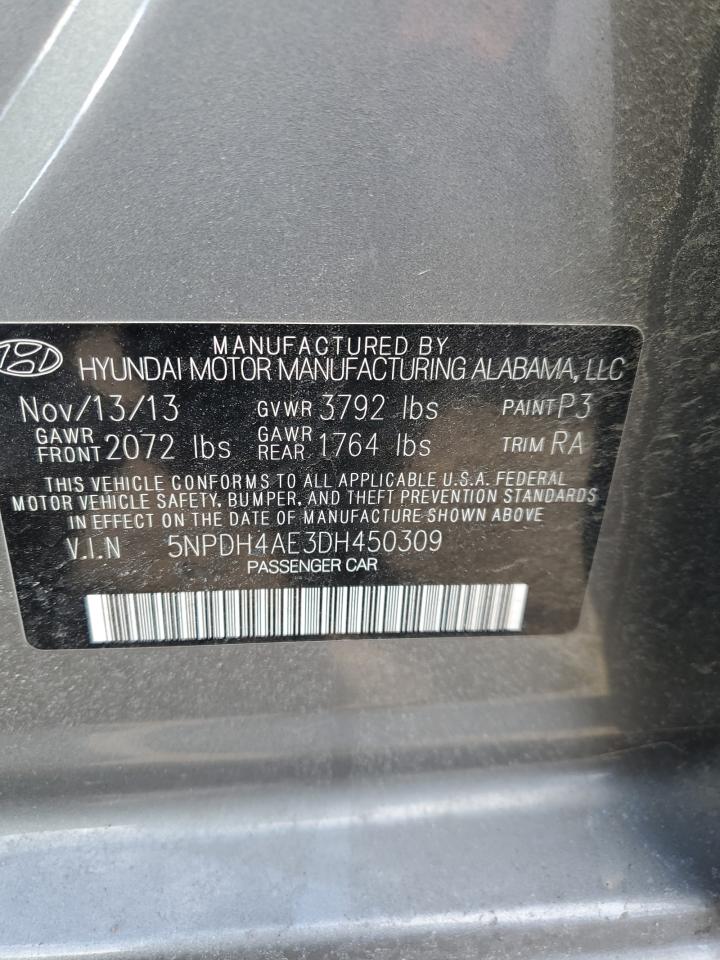 MANUFACTURED BY
HYUNDAI MOTOR MANUFACTURING ALABAMA, LLC
Nov/13/13 GVWR 3792 lbs PAINT P3
GAWR FRONT 2072 lbs GAWR REAR 1764 lbs TRIM RA
THIS VEHICLE CONFORMS TO ALL APPLICABLE U.S.A. FEDERAL
MOTOR VEHICLE SAFETY, BUMPER, AND THEFT PREVENTION STANDARDS
IN EFFECT ON THE DATE OF MANUFACTURE SHOWN ABOVE
V.I.N 5NPDH4AE3DH450309
PASSENGER CAR